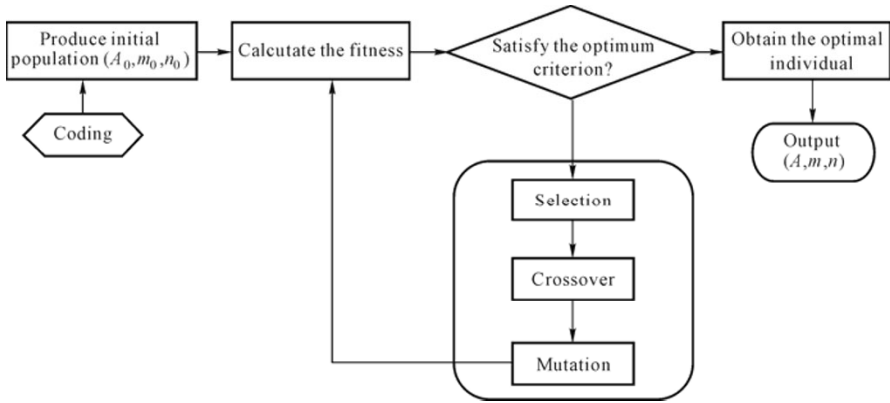 Produce initial
population (A₀,m₀,n₀)
Calcutate the fitness
Satisfy the optimum
criterion?
Obtain the optimal
individual
Coding
Output
(A,m,n)
Selection
Crossover
Mutation